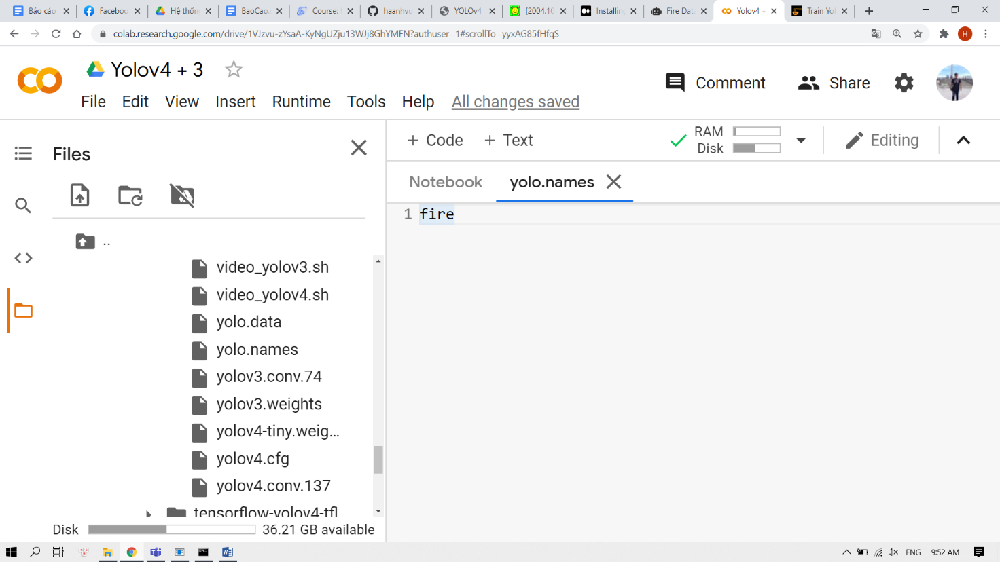 Báo cáo
Faceboo
Hệ thốn
BaoCao.
Course: (
haanhvu
YOLOv4
[2004.10
Installin
Fire Data
Yolov4 +
Train Yol
colab.research.google.com/drive/1VJzvu-zYsaA-KyNgUZju13WJj8GhYMFN?authuser=1#scrollTo=yyxAG85fHfqS
H
Yolov4 + 3
File Edit View Insert Runtime Tools Help All changes saved
Comment
Share
Files
+ Code + Text
RAM
Disk
Editing
Notebook
yolo.names
1 fire
..
video_yolov3.sh
video_yolov4.sh
yolo.data
yolo.names
yolov3.conv.74
yolov3.weights
yolov4-tiny.weig...
yolov4.cfg
yolov4.conv.137
tensorflow-yolov4-tfl...
Disk 36.21 GB available
ENG 9:52 AM